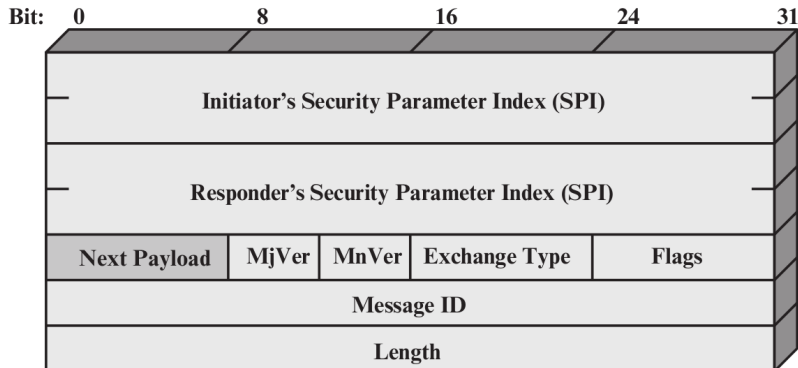 Bit: 0 8 16 24 31
Initiator’s Security Parameter Index (SPI)
Responder’s Security Parameter Index (SPI)
Next Payload MjVer MnVer Exchange Type Flags
Message ID
Length